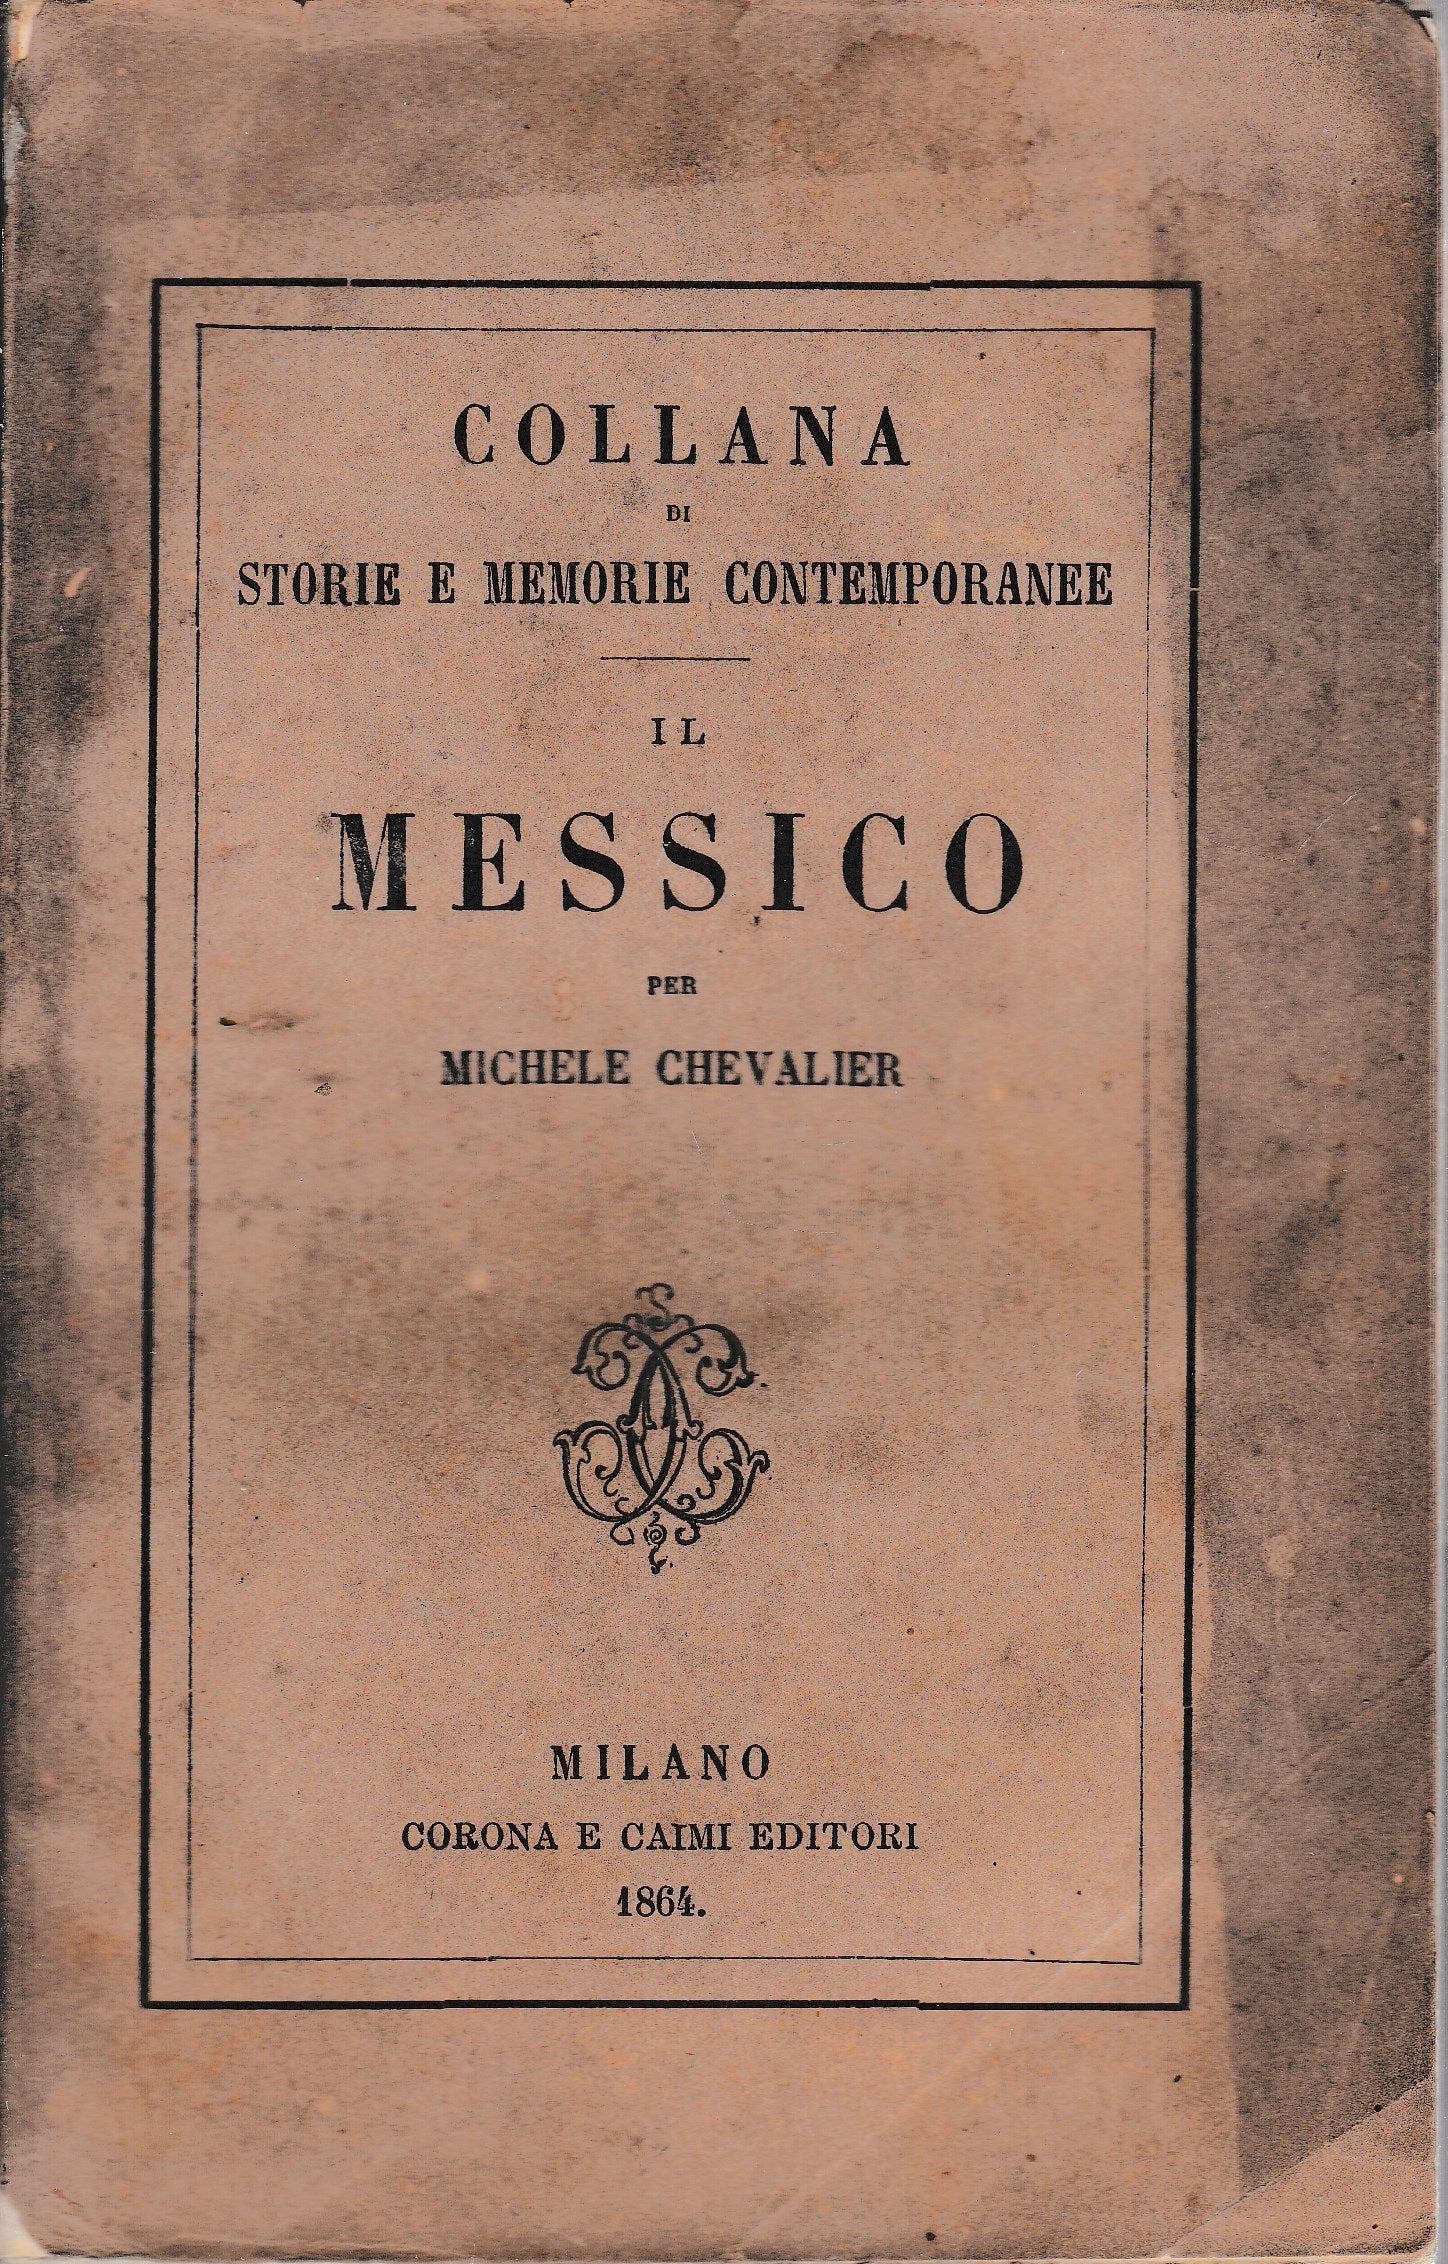 COLLANA
DI
STORIE E MEMORIE CONTEMPORANEE
IL
MESSICO
PER
MICHELE CHEVALIER
MILANO
CORONA E CAIMI EDITORI
1864.